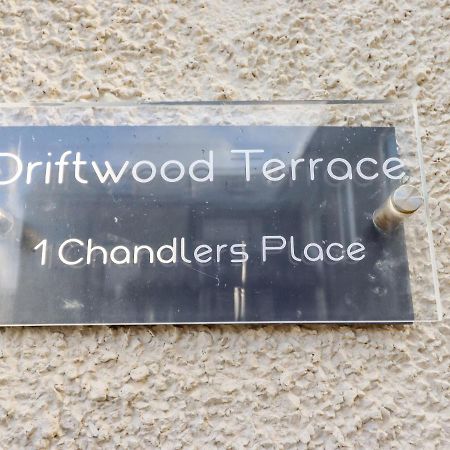 Driftwood Terrace
1 Chandlers Place